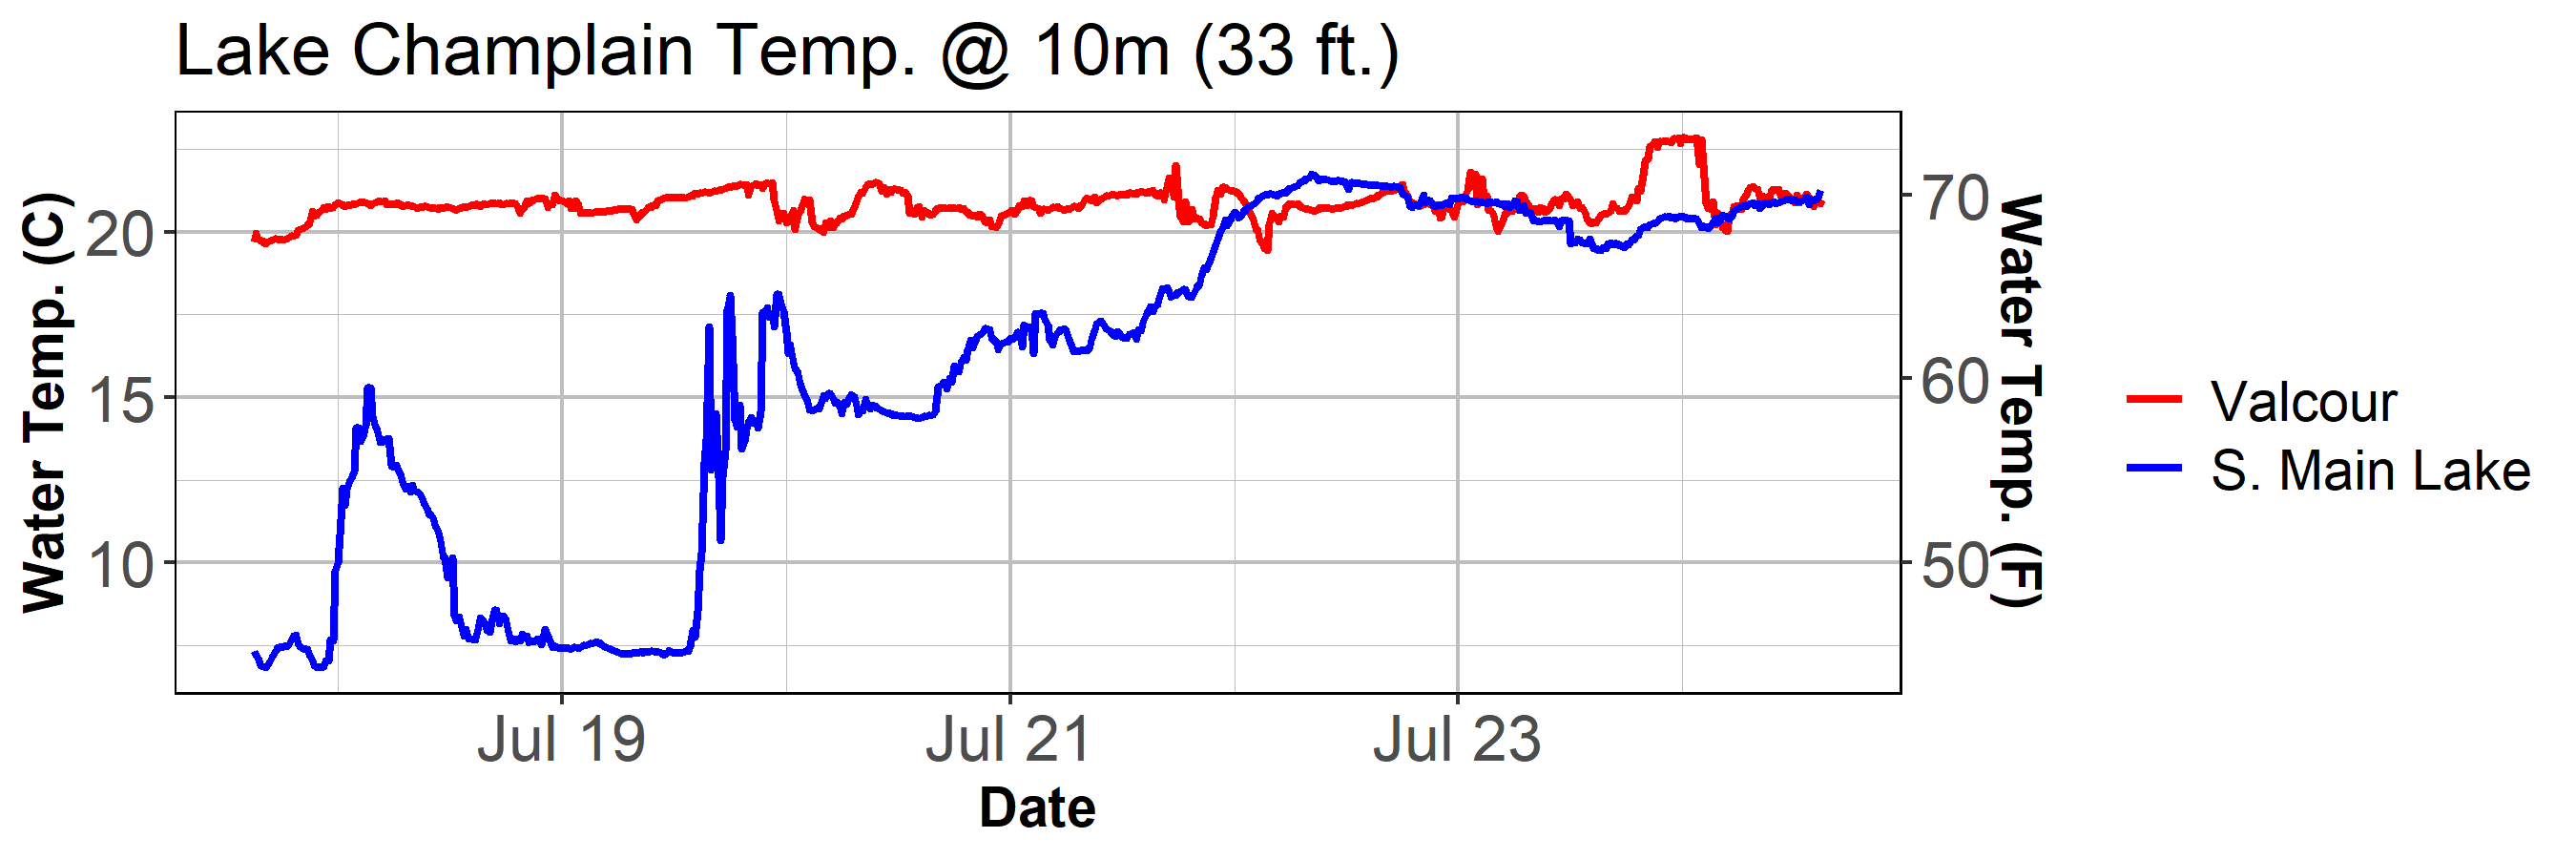 Lake Champlain Temp. @ 10m (33 ft.)
Water Temp. (C)
20
15
10
70
60
50
Water Temp. (F)
Jul 19
Jul 21
Jul 23
Date
Valcour
S. Main Lake